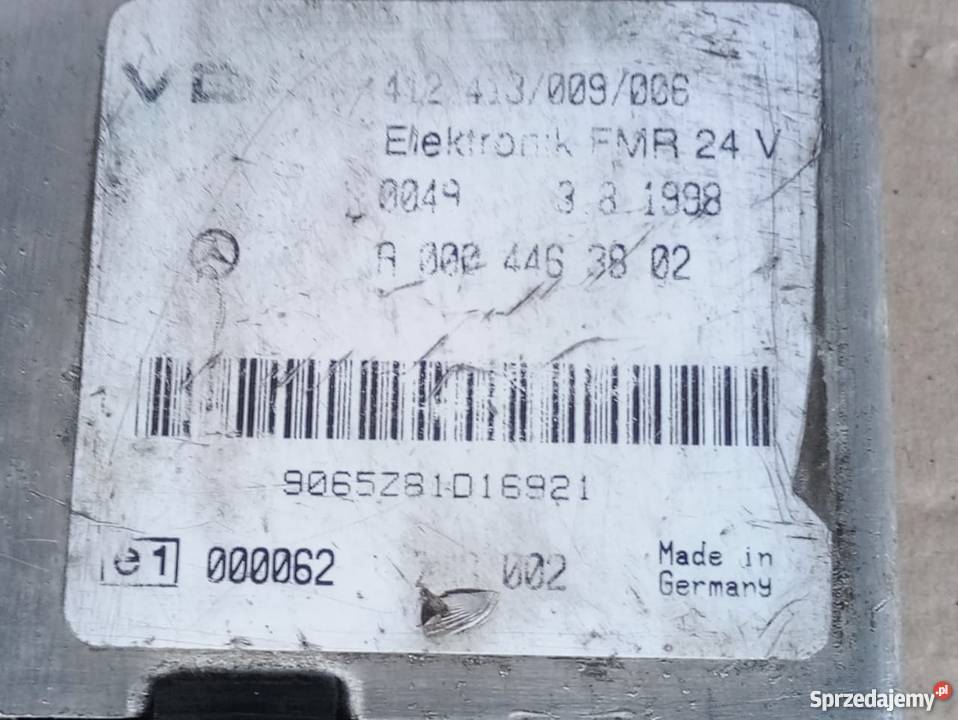 412.413/009/006
Elektronik FMR 24 V
0049 3.8.1998
A 000 446 38 02
9065Z81D16921
e1 000062
002
Made in
Germany
Sprzedajemy.pl